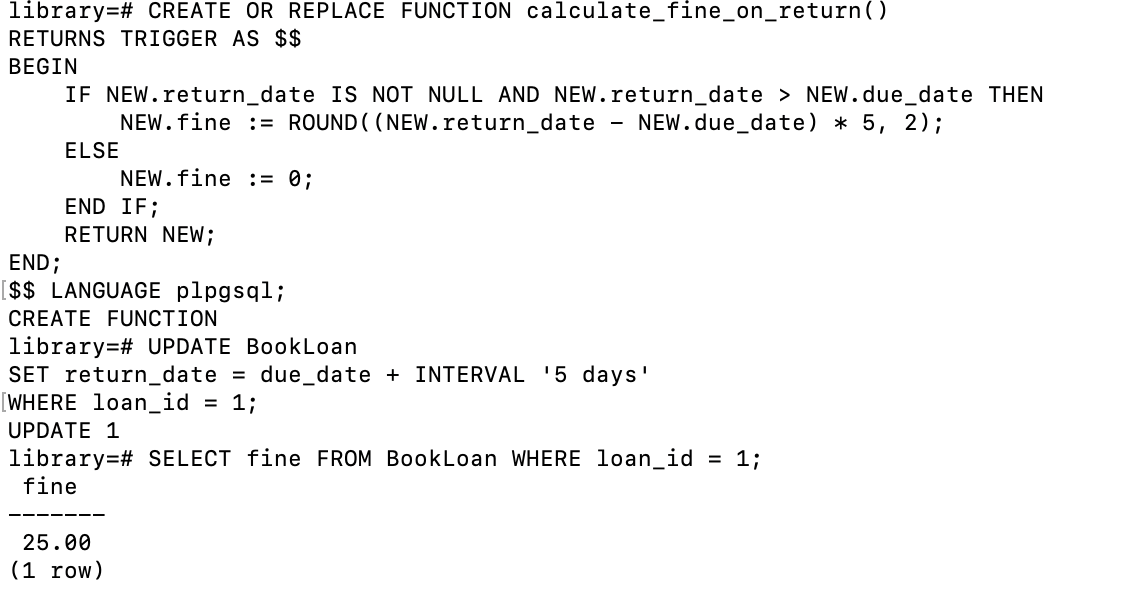 library=# CREATE OR REPLACE FUNCTION calculate_fine_on_return()
RETURNS TRIGGER AS $$
BEGIN
    IF NEW.return_date IS NOT NULL AND NEW.return_date > NEW.due_date THEN
        NEW.fine := ROUND((NEW.return_date - NEW.due_date) * 5, 2);
    ELSE
        NEW.fine := 0;
    END IF;
    RETURN NEW;
END;
[$$ LANGUAGE plpgsql;
CREATE FUNCTION
library=# UPDATE BookLoan
SET return_date = due_date + INTERVAL '5 days'
[WHERE loan_id = 1;
UPDATE 1
library=# SELECT fine FROM BookLoan WHERE loan_id = 1;
 fine
-------
 25.00
(1 row)